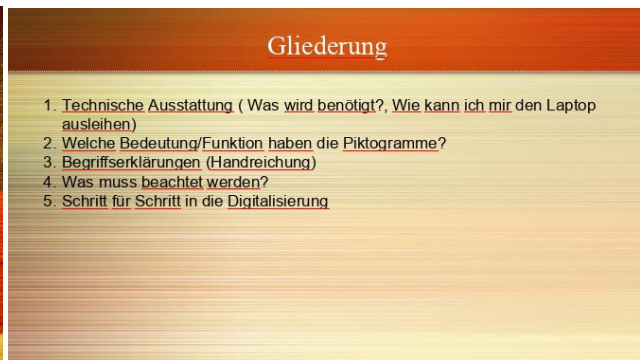 Gliederung
1. Technische Ausstattung ( Was wird benötigt?, Wie kann ich mir den Laptop
ausleihen)
2. Welche Bedeutung/Funktion haben die Piktogramme?
3. Begriffserklärungen (Handreichung)
4. Was muss beachtet werden?
5. Schritt für Schritt in die Digitalisierung